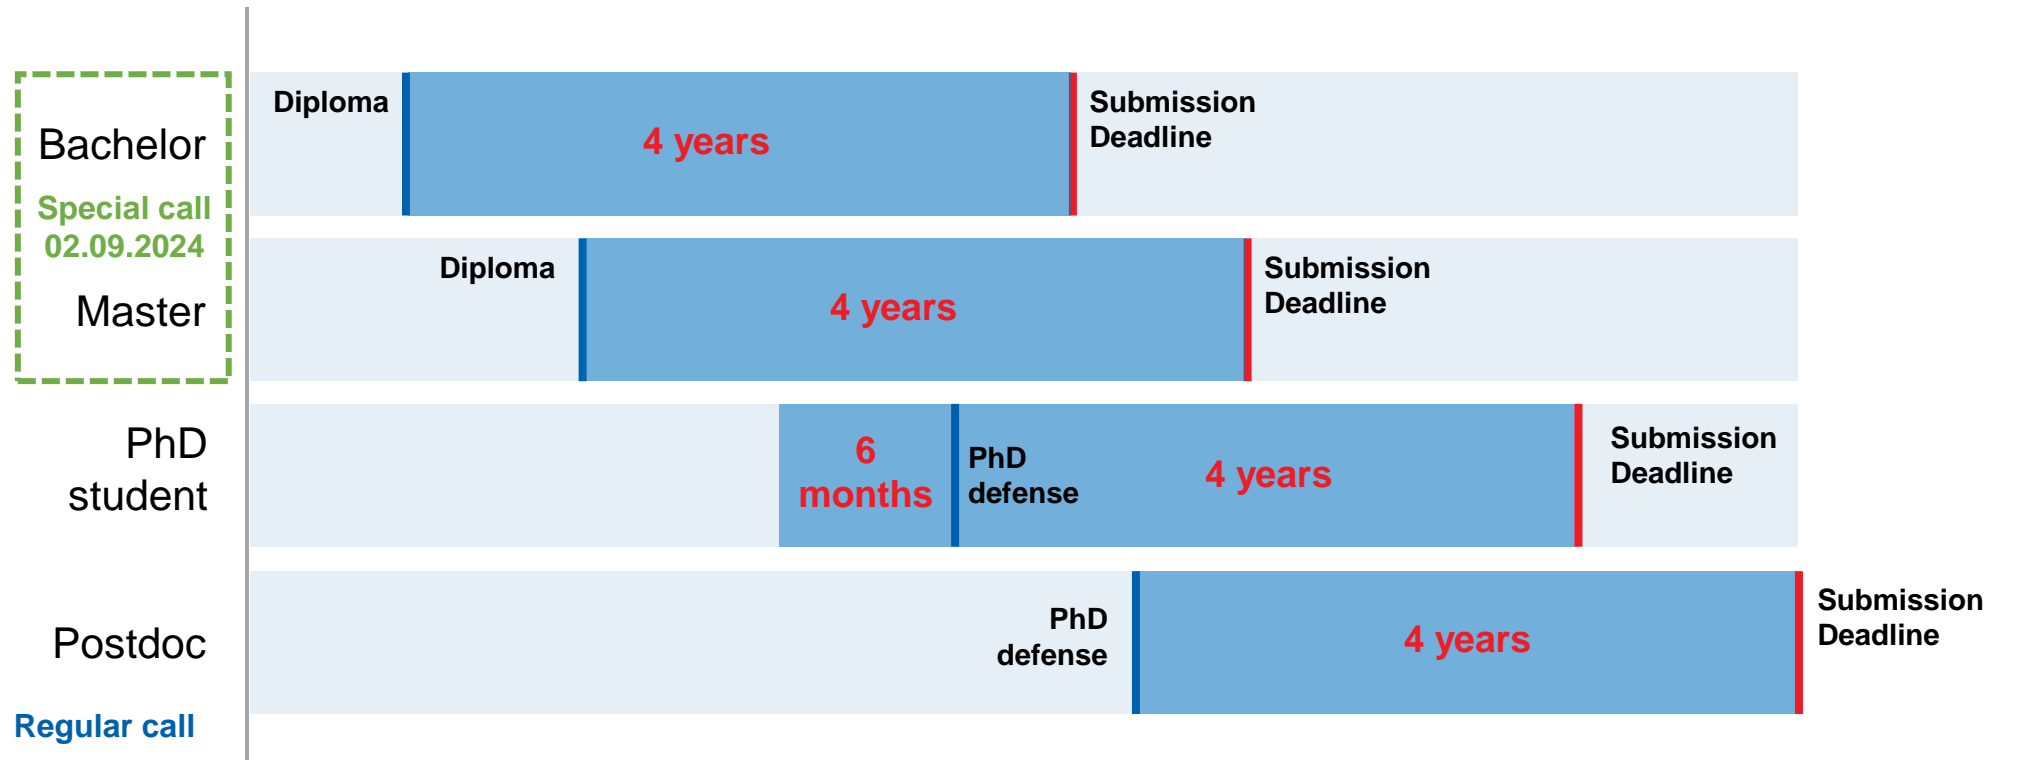 Bachelor
Diploma
4 years
Submission
Deadline
Special call
02.09.2024
Master
Diploma
4 years
Submission
Deadline
PhD
student
6
months
PhD
defense
4 years
Submission
Deadline
Postdoc
PhD
defense
4 years
Submission
Deadline
Regular call